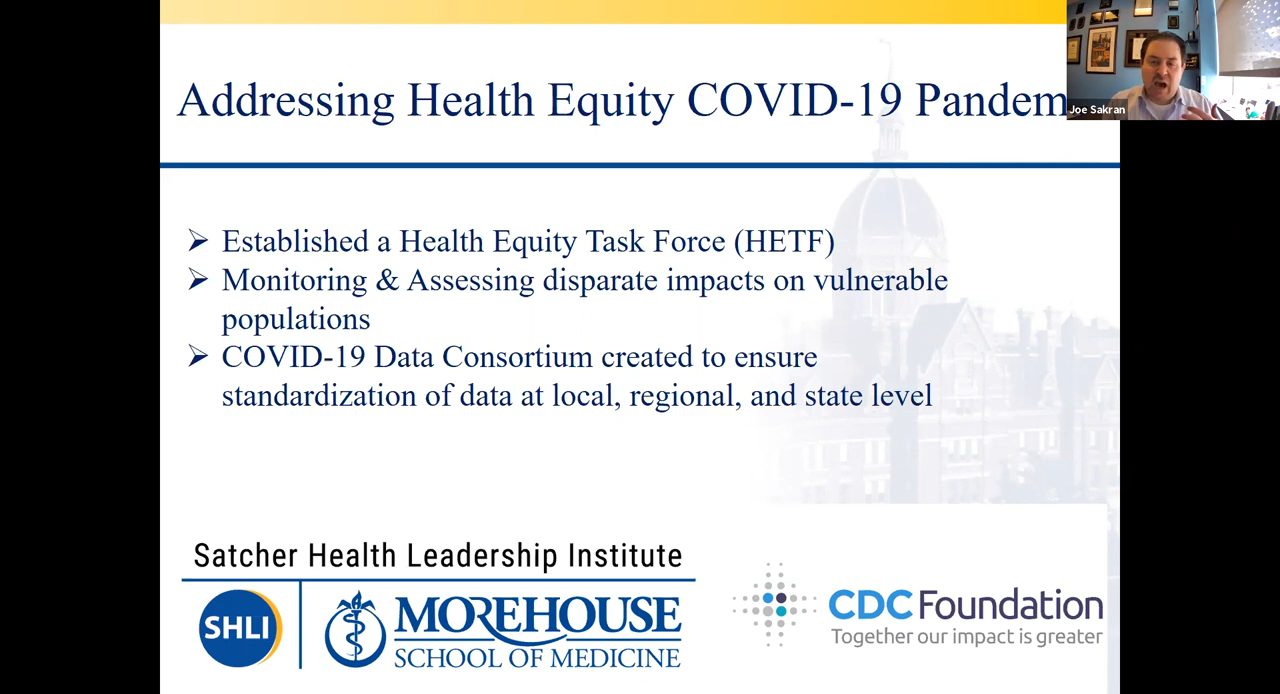 Addressing Health Equity COVID-19 Pandem
Joe Sakran
➢ Established a Health Equity Task Force (HETF)
➢ Monitoring & Assessing disparate impacts on vulnerable
populations
➢ COVID-19 Data Consortium created to ensure
standardization of data at local, regional, and state level
Satcher Health Leadership Institute
SHLI
MOREHOUSE
SCHOOL OF MEDICINE
CDC Foundation
Together our impact is greater